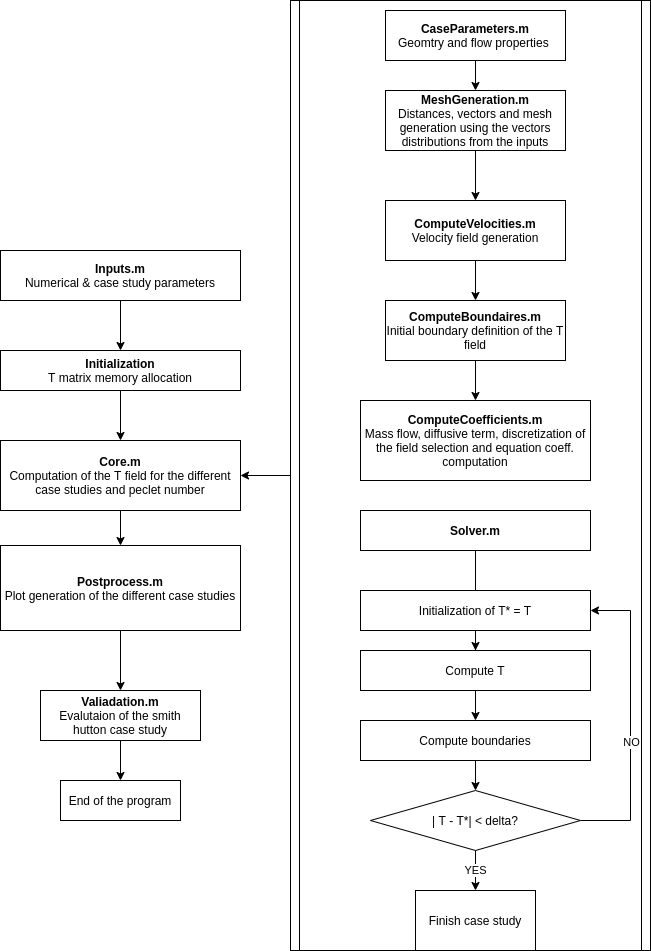 Inputs.m
Numerical & case study parameters
Initialization
T matrix memory allocation
Core.m
Computation of the T field for the different
case studies and peclet number
Postprocess.m
Plot generation of the different case studies
Valiadation.m
Evalutaion of the smith
hutton case study
End of the program
CaseParameters.m
Geomtry and flow properties
MeshGeneration.m
Distances, vectors and mesh
generation using the vectors
distributions from the inputs
ComputeVelocities.m
Velocity field generation
ComputeBoundaires.m
Initial boundary definition of the T
field
ComputeCoefficients.m
Mass flow, diffusive term, discretization of
the field selection and equation coeff.
computation
Solver.m
Initialization of T* = T
Compute T
Compute boundaries
NO
| T - T*| < delta?
YES
Finish case study